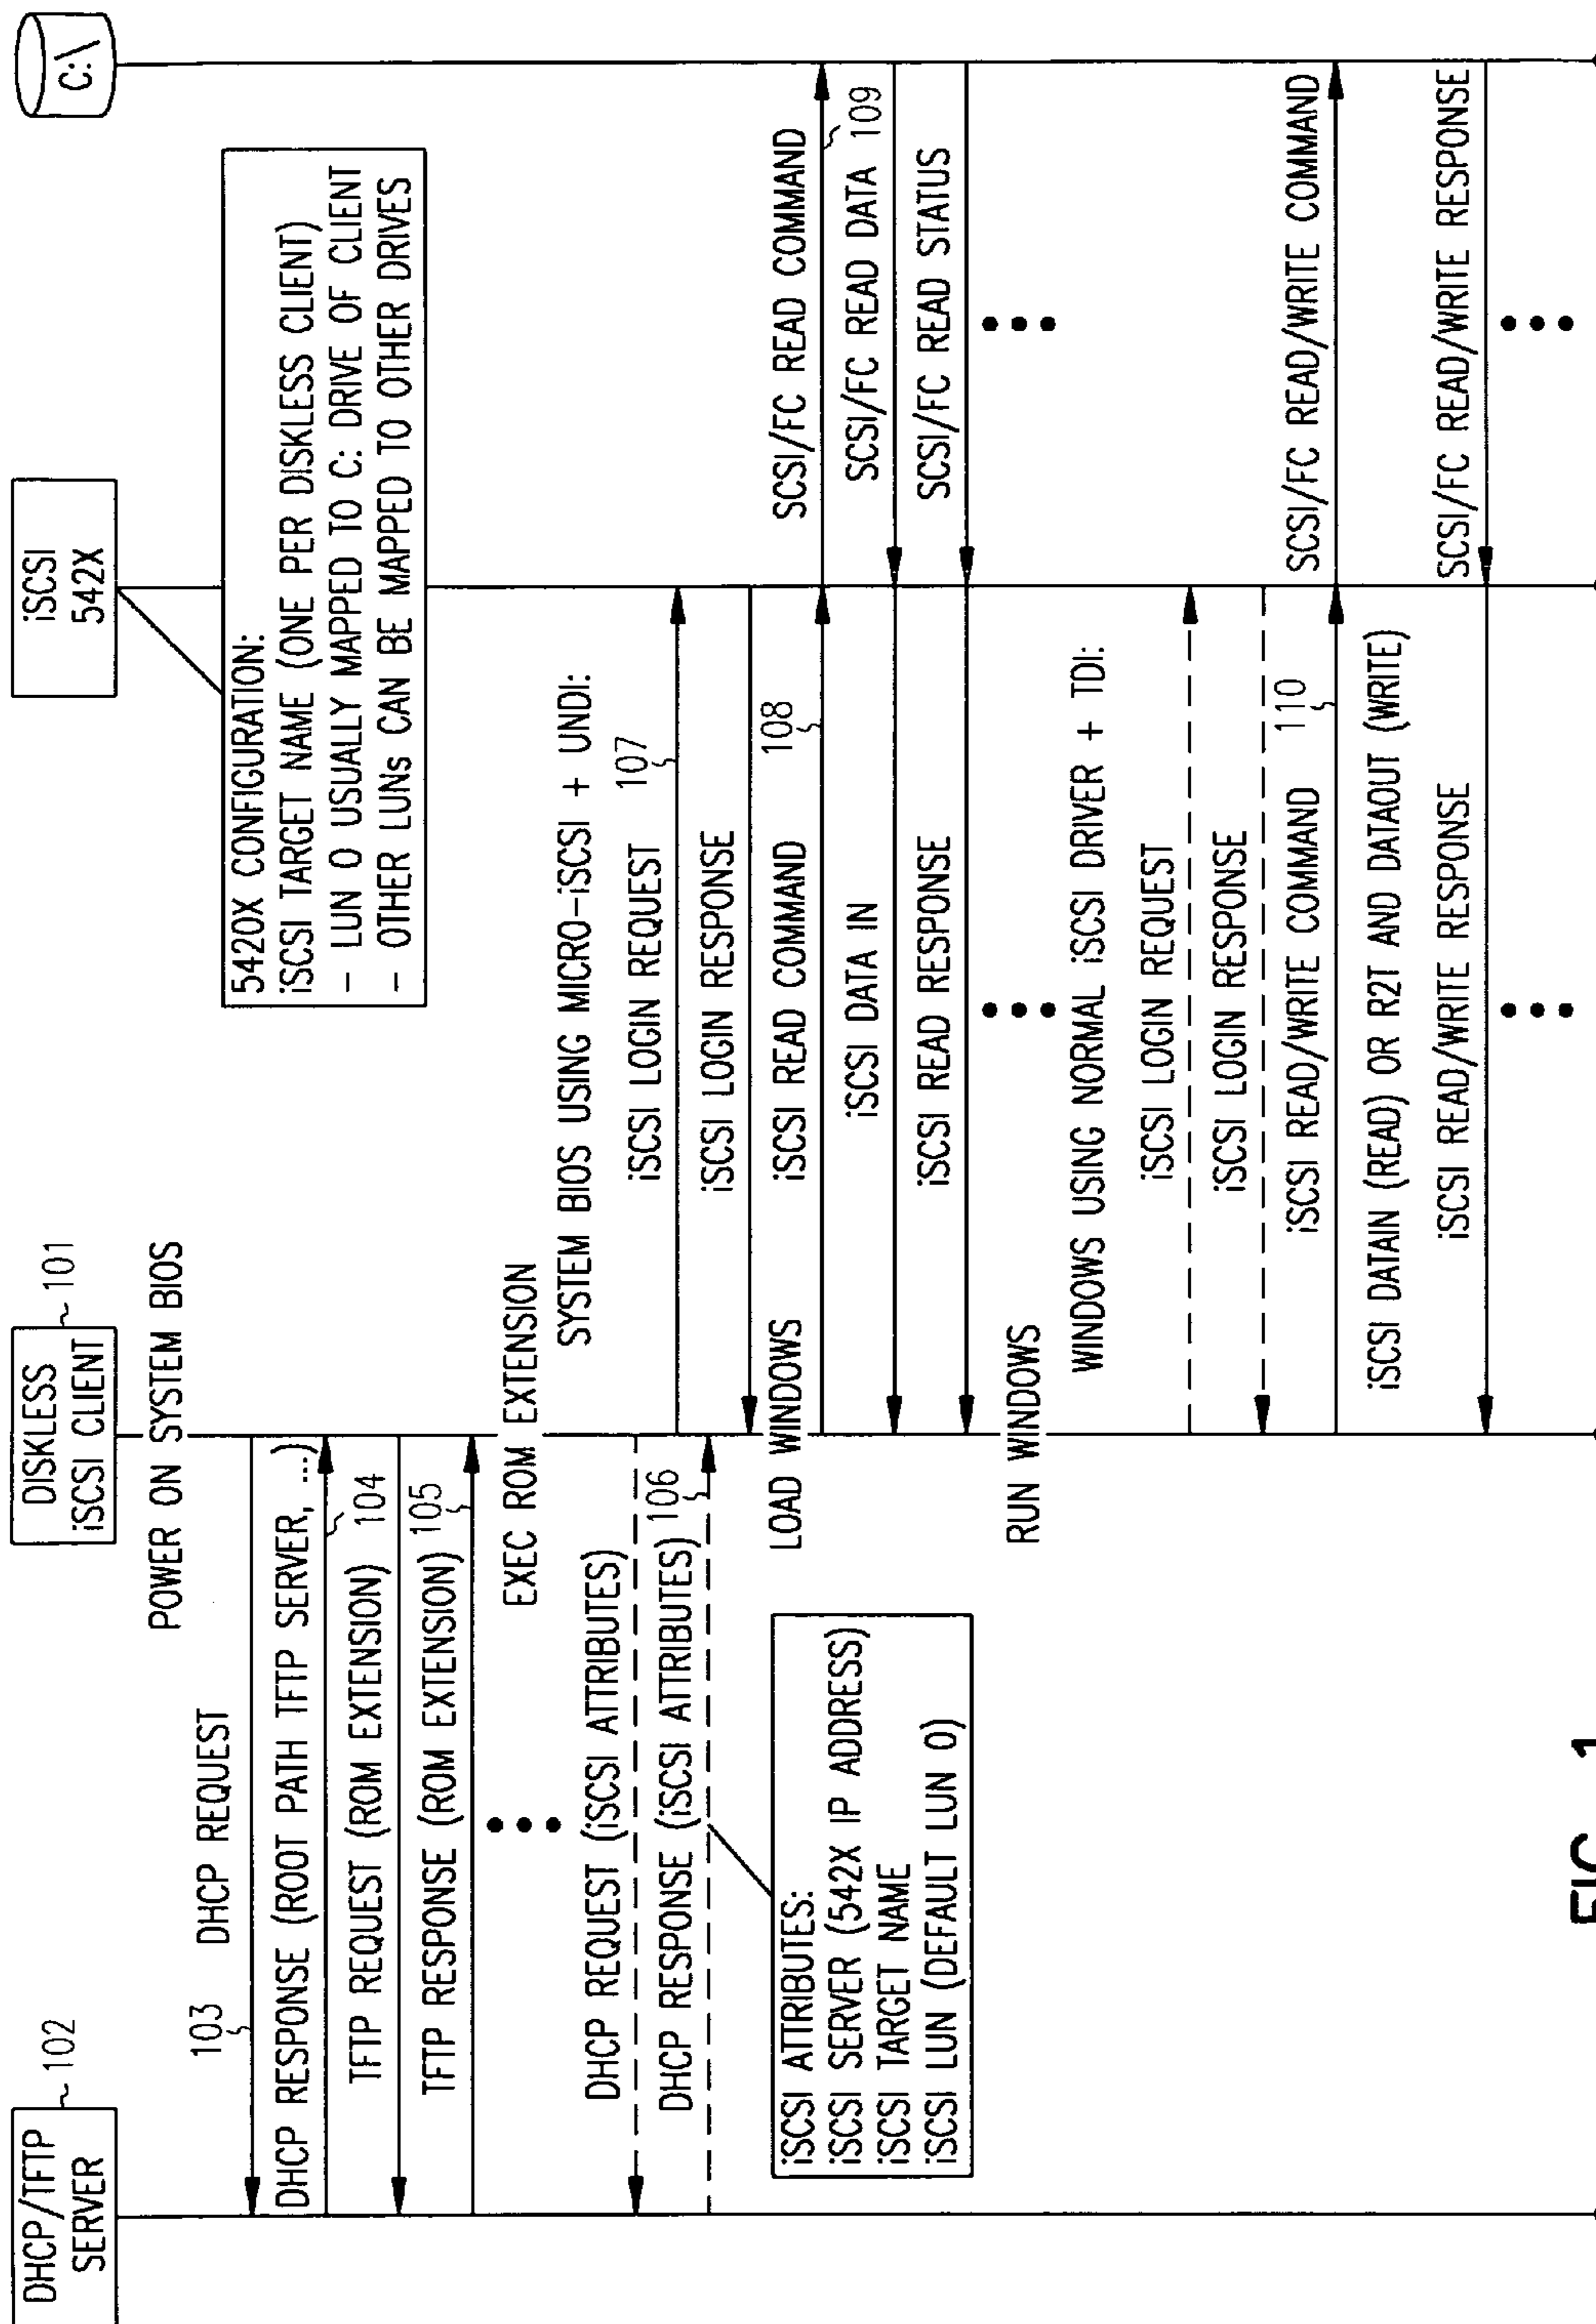 DHCP/TFTP
SERVER
102
DISKLESS
iSCSI CLIENT
101
iSCSI
542X
C:\
POWER ON SYSTEM BIOS
5420X CONFIGURATION:
iSCSI TARGET NAME (ONE PER DISKLESS CLIENT)
- LUN 0 USUALLY MAPPED TO C: DRIVE OF CLIENT
- OTHER LUNs CAN BE MAPPED TO OTHER DRIVES
103
DHCP REQUEST
DHCP RESPONSE (ROOT PATH TFTP SERVER, ...)
104
TFTP REQUEST (ROM EXTENSION)
TFTP RESPONSE (ROM EXTENSION)
105
EXEC ROM EXTENSION
SYSTEM BIOS USING MICRO-iSCSI + UNDI:
DHCP REQUEST (iSCSI ATTRIBUTES)
DHCP RESPONSE (iSCSI ATTRIBUTES)
106
iSCSI ATTRIBUTES:
iSCSI SERVER (542X IP ADDRESS)
iSCSI TARGET NAME
iSCSI LUN (DEFAULT LUN 0)
iSCSI LOGIN REQUEST
107
iSCSI LOGIN RESPONSE
LOAD WINDOWS
iSCSI READ COMMAND
108
SCSI/FC READ COMMAND
109
iSCSI DATA IN
SCSI/FC READ DATA
iSCSI READ RESPONSE
SCSI/FC READ STATUS
RUN WINDOWS
WINDOWS USING NORMAL iSCSI DRIVER + TDI:
iSCSI LOGIN REQUEST
iSCSI LOGIN RESPONSE
iSCSI READ/WRITE COMMAND
110
SCSI/FC READ/WRITE COMMAND
iSCSI DATAIN (READ) OR R2T AND DATAOUT (WRITE)
iSCSI READ/WRITE RESPONSE
SCSI/FC READ/WRITE RESPONSE